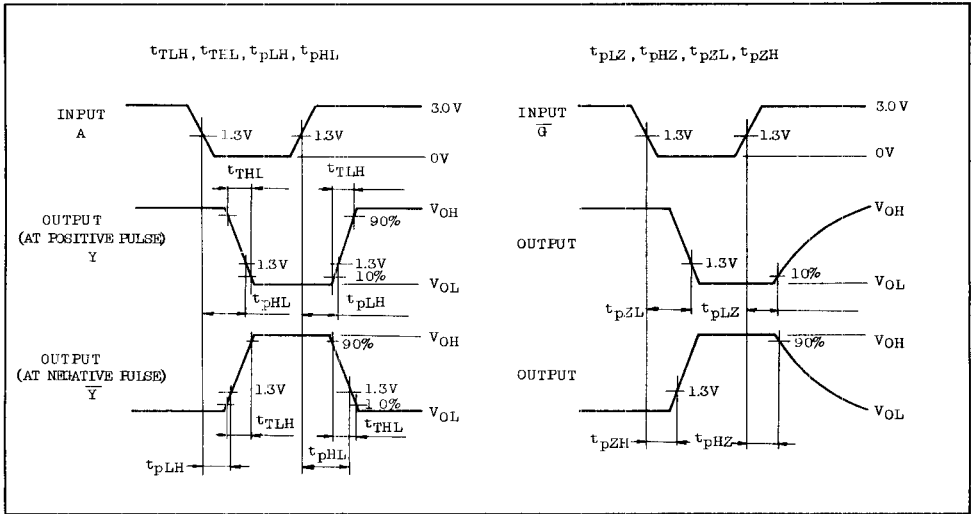 tTLH, tTHL, tpLH, tpHL
INPUT
A
3.0V
1.3V
1.3V
0V
tTHL
tTLH
OUTPUT
(AT POSITIVE PULSE)
Y
VOH
90%
1.3V
10%
VOL
tpHL
tpLH
OUTPUT
(AT NEGATIVE PULSE)
Y
VOH
90%
1.3V
1.3V
10%
VOL
tTLH
tTHL
tpLH
tpHL
1.3V
tpLZ, tpHZ, tpZL, tpZH
INPUT
G
3.0V
1.3V
1.3V
0V
OUTPUT
VOH
1.3V
10%
VOL
tpZL
tpLZ
OUTPUT
VOH
90%
1.3V
VOL
tpZH
tpHZ